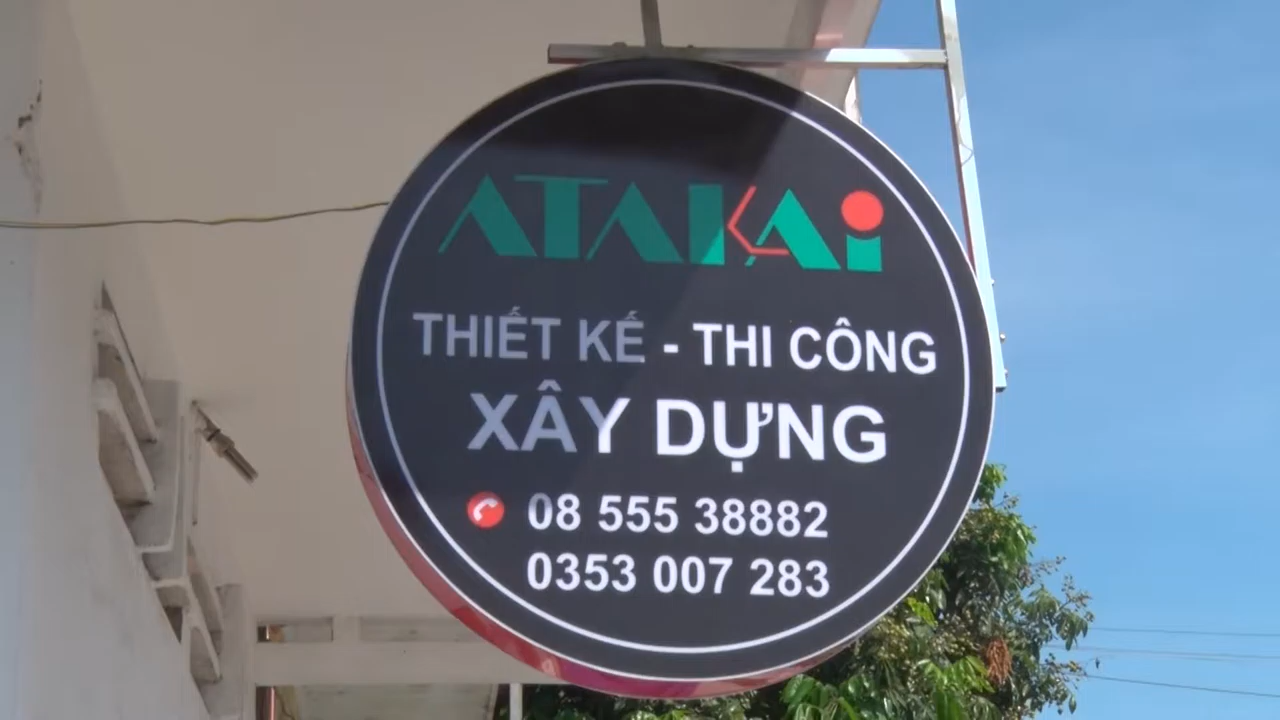 ATAKAi
THIẾT KẾ - THI CÔNG
XÂY DỰNG
08 555 38882
0353 007 283